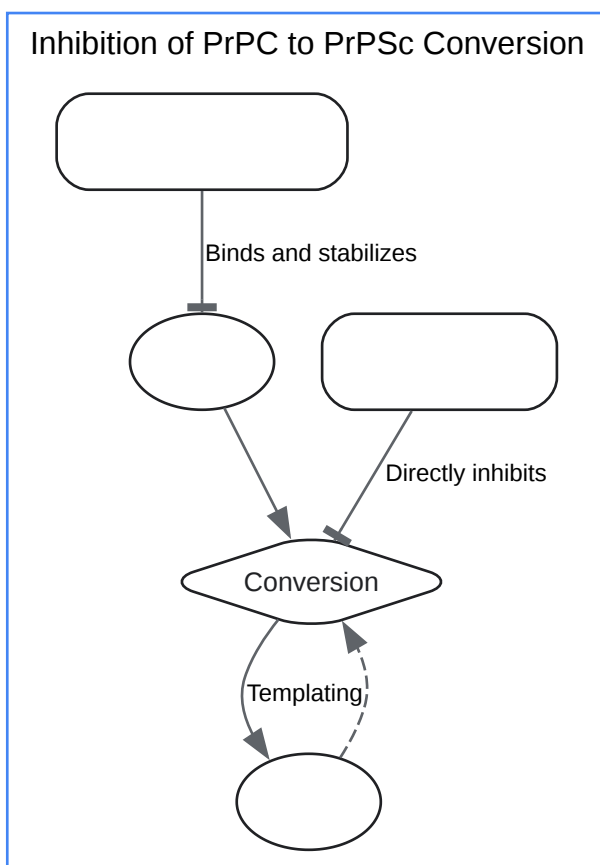 Inhibition of PrPC to PrPSc Conversion
Binds and stabilizes
Directly inhibits
Conversion
Templating